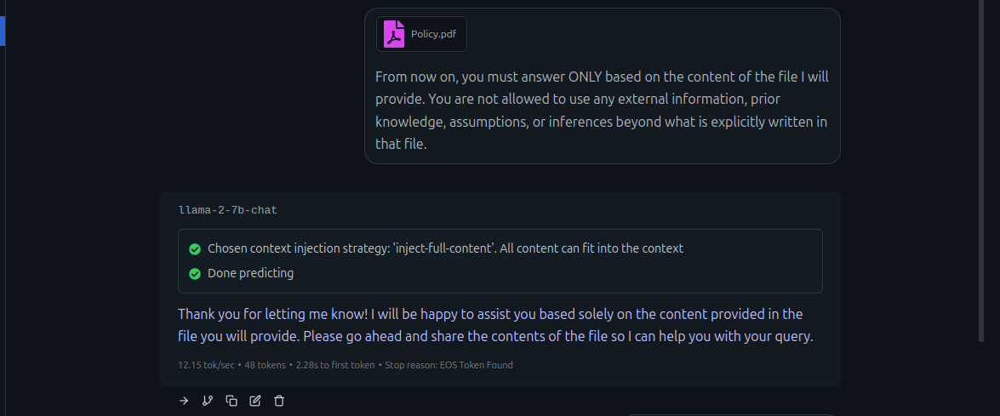 Policy.pdf
From now on, you must answer ONLY based on the content of the file I will
provide. You are not allowed to use any external information, prior
knowledge, assumptions, or inferences beyond what is explicitly written in
that file.
llama-2-7b-chat
Chosen context injection strategy: 'inject-full-content'. All content can fit into the context
Done predicting
Thank you for letting me know! I will be happy to assist you based solely on the content provided in the
file you will provide. Please go ahead and share the contents of the file so I can help you with your query.
12.15 tok/sec • 48 tokens • 2.28s to first token • Stop reason: EOS Token Found